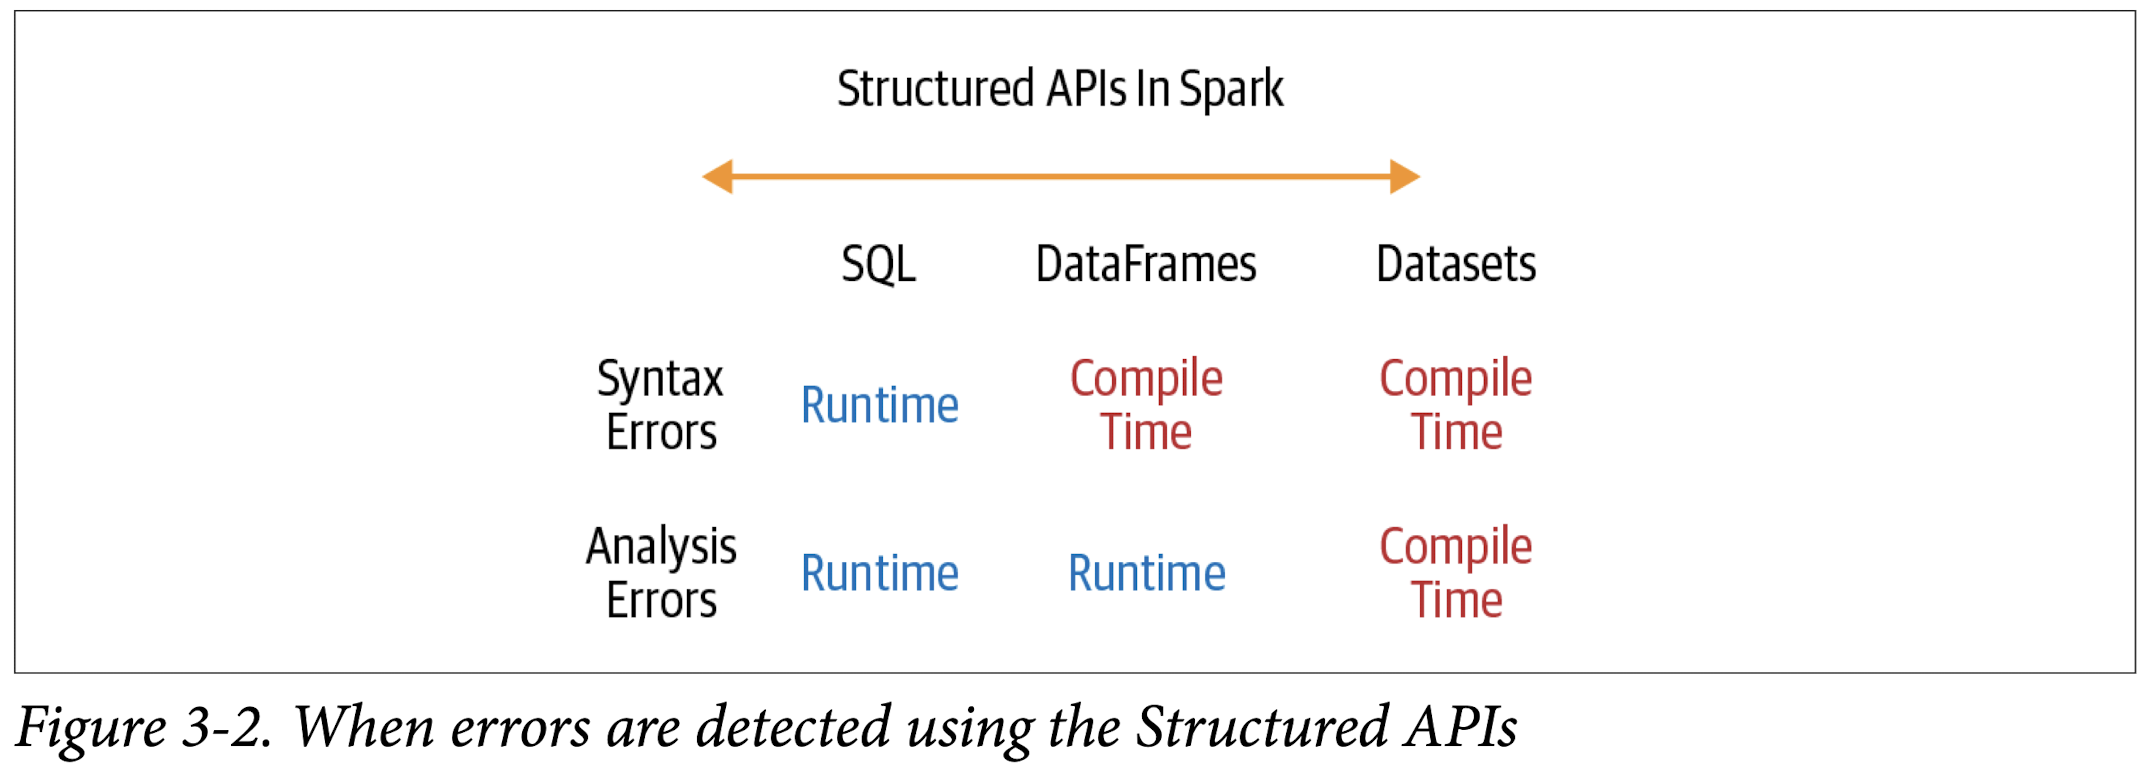 Structured APIs In Spark
SQL DataFrames Datasets
Syntax Errors Runtime Compile Time Compile Time
Analysis Errors Runtime Runtime Compile Time
Figure 3-2. When errors are detected using the Structured APIs